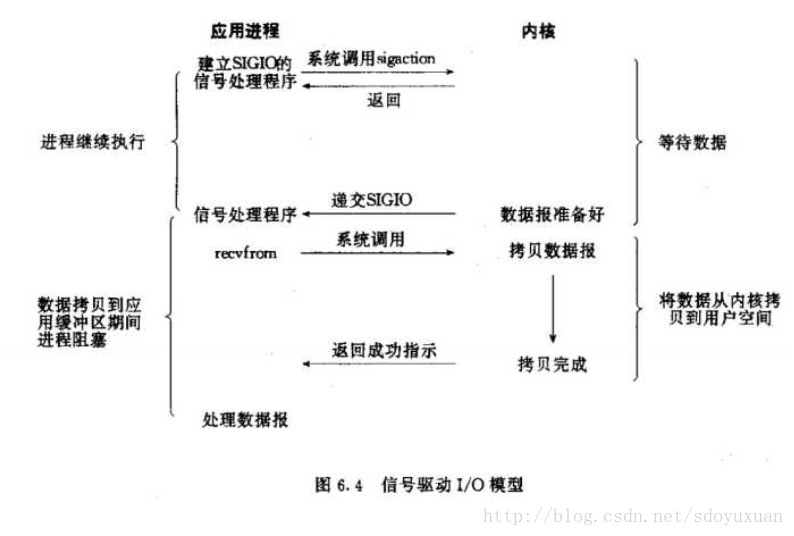 应用进程
内核
建立SIGIO的
信号处理程序
系统调用sigaction
返回
进程继续执行
等待数据
信号处理程序
递交SIGIO
数据报准备好
recvfrom
系统调用
拷贝数据报
数据拷贝到应
用缓冲区期间
进程阻塞
将数据从内核拷
贝到用户空间
返回成功指示
拷贝完成
处理数据报
图 6.4 信号驱动 I/O 模型
http://blog.csdn.net/sdoyuxuan